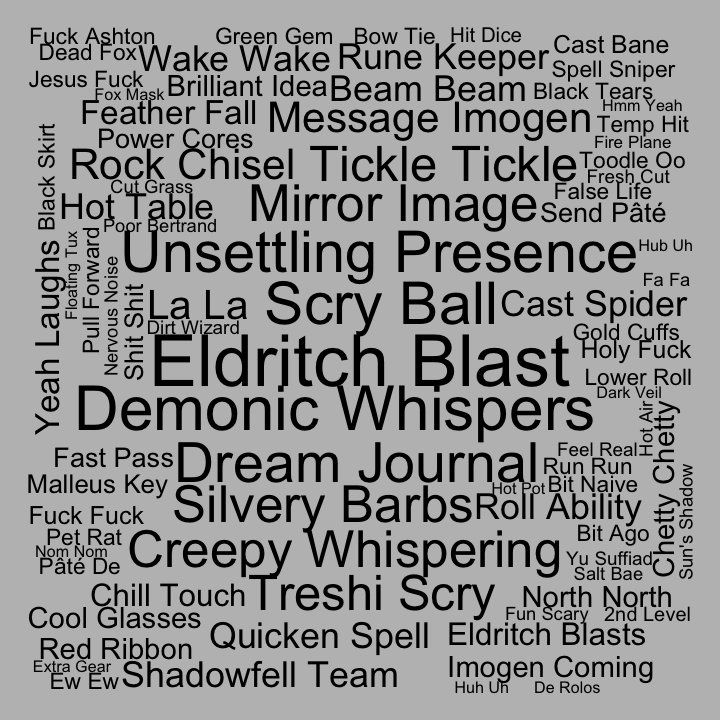 Fuck Ashton
Green Gem
Bow Tie
Hit Dice
Dead Fox
Wake Wake
Rune Keeper
Cast Bane
Jesus Fuck
Brilliant Idea
Beam Beam
Spell Sniper
Fox Mask
Black Tears
Feather Fall
Message Imogen
Hmm Yeah
Temp Hit
Power Cores
Fire Plane
Rock Chisel
Tickle Tickle
Toodle Oo
Fresh Cut
Black Skirt
Cut Grass
False Life
Hot Table
Mirror Image
Send Pâté
Poor Bertrand
Unsettling Presence
Hub Uh
Yeah Laughs
Floating Tux
Pull Forward
Nervous Noise
Shit Shit
La La
Scry Ball
Cast Spider
Fa Fa
Dirt Wizard
Gold Cuffs
Eldritch Blast
Holy Fuck
Lower Roll
Demonic Whispers
Dark Veil
Hot Air
Chetty Chetty
Fast Pass
Dream Journal
Feel Real
Run Run
Malleus Key
Silvery Barbs
Hot Pot
Bit Naive
Sun's Shadow
Fuck Fuck
Roll Ability
Pet Rat
Creepy Whispering
Bit Ago
Nom Nom
Pâté De
Yu Suffiad
Salt Bae
Chill Touch
Treshi Scry
North North
Cool Glasses
Fun Scary
2nd Level
Red Ribbon
Quicken Spell
Eldritch Blasts
Extra Gear
Ew Ew
Shadowfell Team
Imogen Coming
Huh Uh
De Rolos